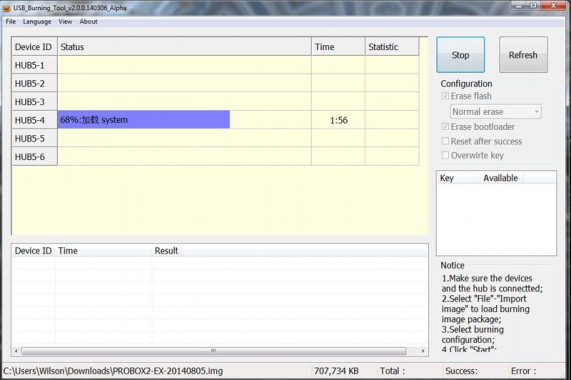 USB_Burning_Tool_v2.0.0.140306_Alpha
File Language View About
Device ID Status Time Statistic
HUB5-1
HUB5-2
HUB5-3
HUB5-4 68%:加载 system 1:56
HUB5-5
HUB5-6
Stop Refresh
Configuration
Erase flash
Normal erase
Erase bootloader
Reset after success
Overwirte key
Key Available
Device ID Time Result
Notice
1.Make sure the devices
and the hub is connectted;
2.Select "File"-"Import
image" to load burning
image package;
3.Select burning
configuration;
4.Click "Start";
C:\Users\Wilson\Downloads\PROBOX2-EX-20140805.img 707,734 KB Total : Success: Error :